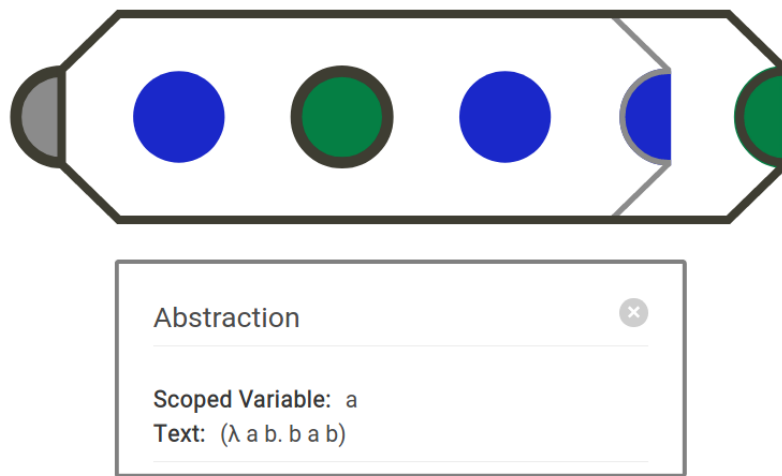 Abstraction
Scoped Variable: a
Text: (λ a b. b a b)